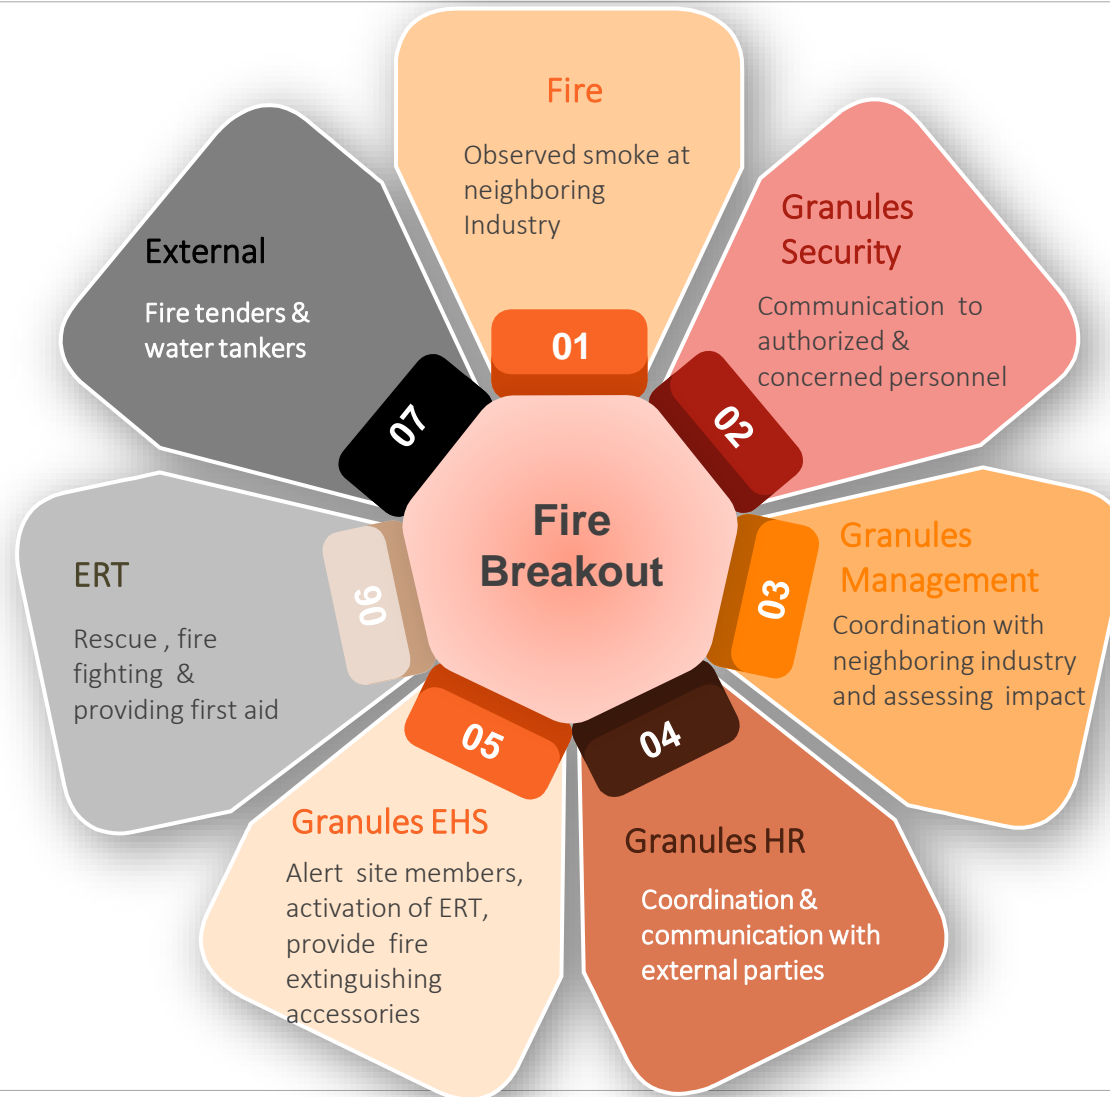 Fire
Observed smoke at
neighboring
Industry
01
Granules
Security
Communication to
authorized &
concerned personnel
02
Granules
Management
Coordination with
neighboring industry
and assessing impact
03
Granules HR
Coordination &
communication with
external parties
04
Granules EHS
Alert site members,
activation of ERT,
provide fire
extinguishing
accessories
05
ERT
Rescue , fire
fighting &
providing first aid
06
External
Fire tenders &
water tankers
07
Fire
Breakout